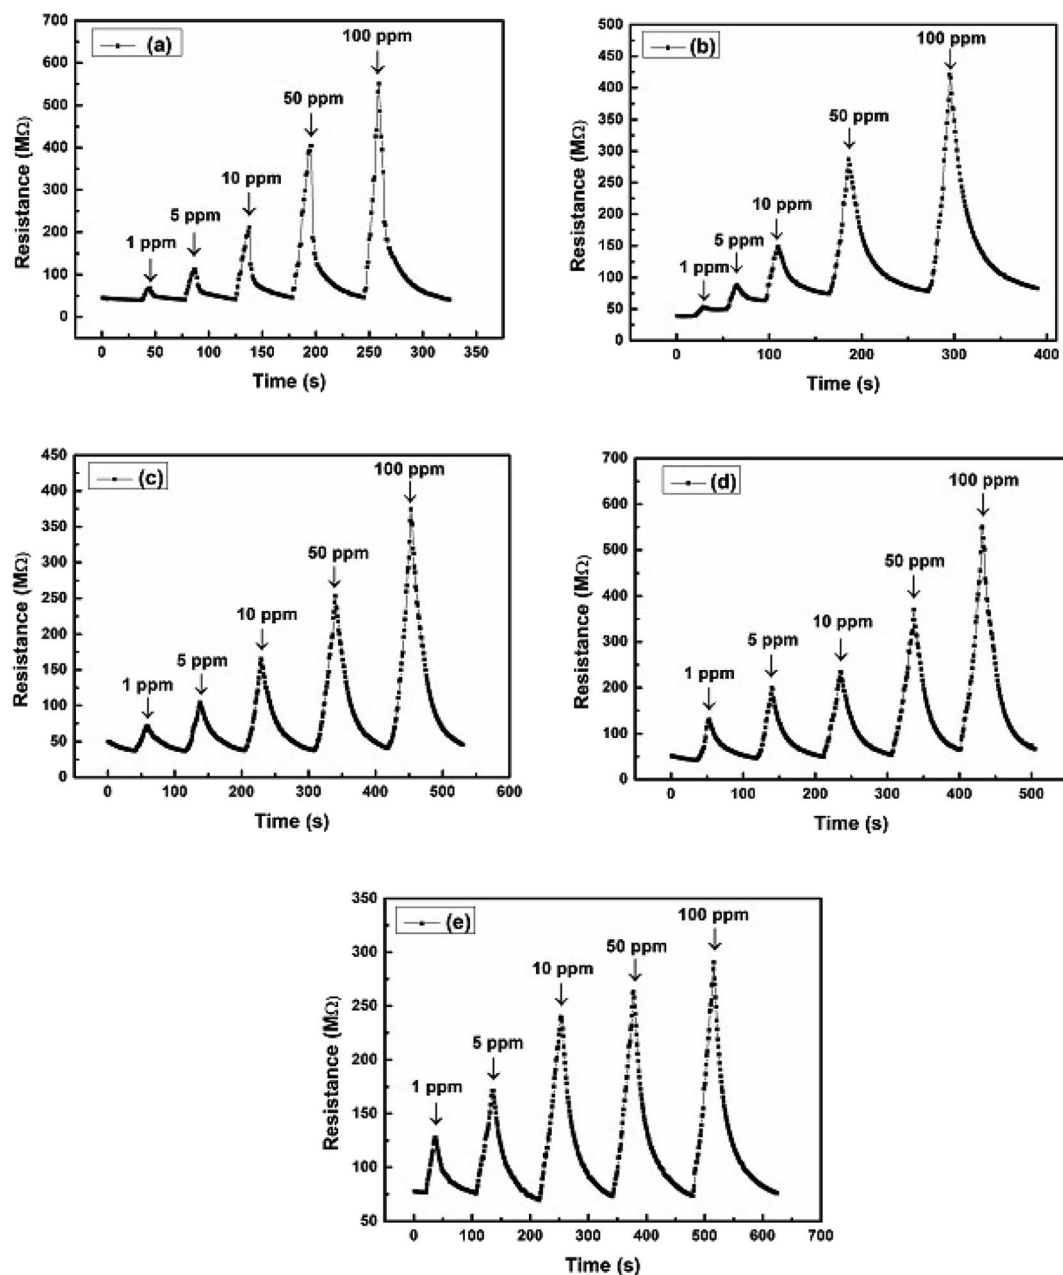 (a)
700
600
500
400
300
200
100
0
Resistance (MΩ)
1 ppm
5 ppm
10 ppm
50 ppm
100 ppm
0 50 100 150 200 250 300 350
Time (s)
(b)
500
450
400
350
300
250
200
150
100
50
0
Resistance (MΩ)
1 ppm
5 ppm
10 ppm
50 ppm
100 ppm
0 100 200 300 400
Time (s)
(c)
450
400
350
300
250
200
150
100
50
0
Resistance (MΩ)
1 ppm
5 ppm
10 ppm
50 ppm
100 ppm
0 100 200 300 400 500 600
Time (s)
(d)
700
600
500
400
300
200
100
0
Resistance (MΩ)
1 ppm
5 ppm
10 ppm
50 ppm
100 ppm
0 100 200 300 400 500
Time (s)
(e)
350
300
250
200
150
100
50
Resistance (MΩ)
1 ppm
5 ppm
10 ppm
50 ppm
100 ppm
0 100 200 300 400 500 600 700
Time (s)